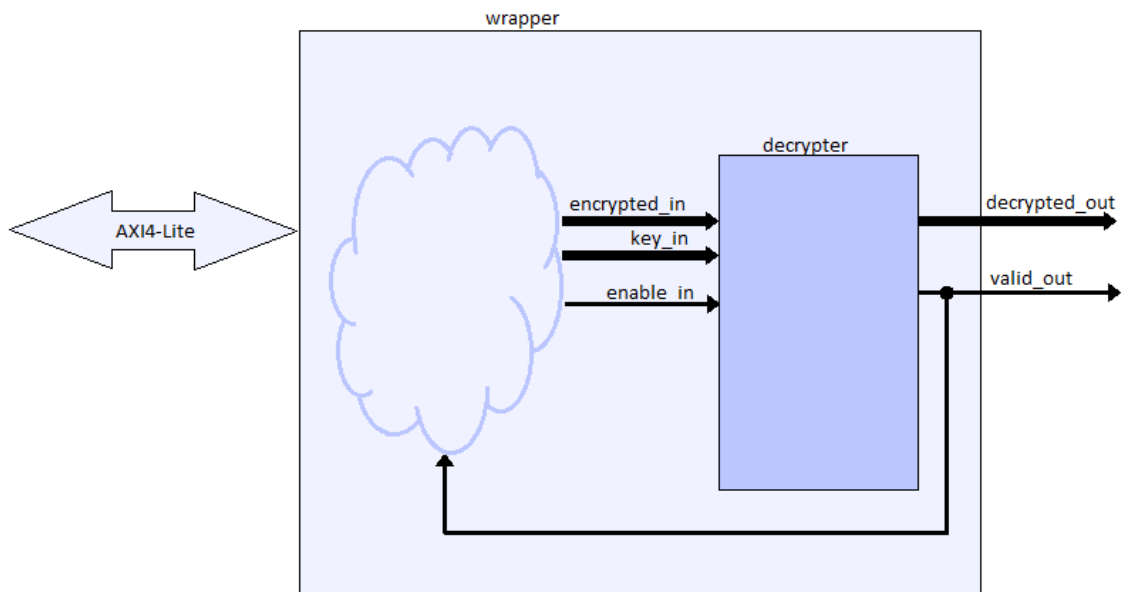 wrapper
decrypter
encrypted_in
decrypted_out
AXI4-Lite
key_in
valid_out
enable_in